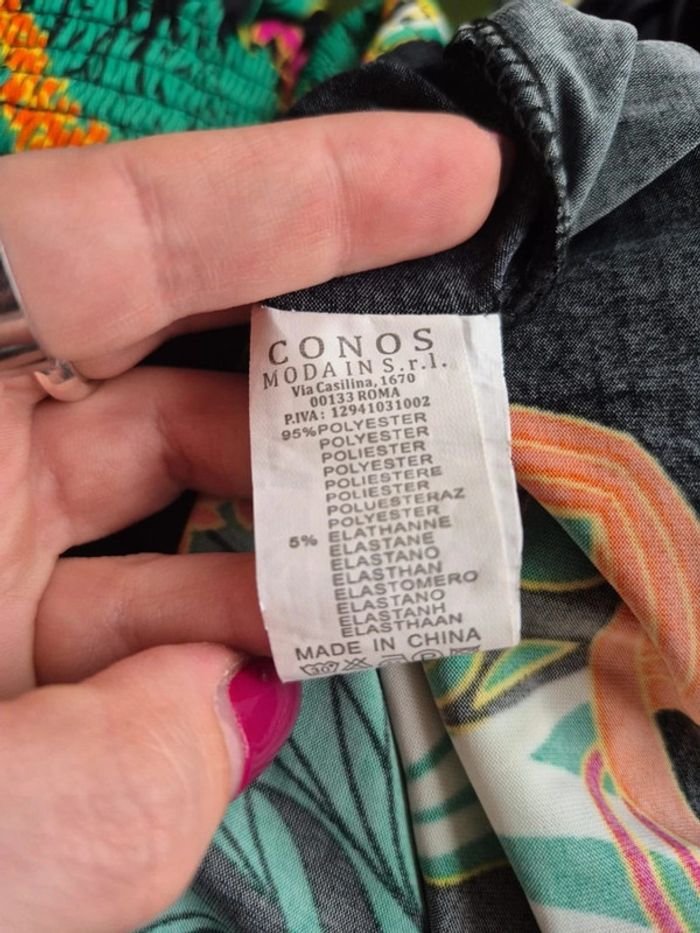 CONOS
MODA IN S.r.l.
Via Casilina, 1670
00133 ROMA
P.IVA: 12941031002
95% POLYESTER
POLYESTER
POLIESTER
POLYESTER
POLIESTERE
POLIESTER
POLUESTERAZ
POLYESTER
5% ELATHANNE
ELASTANE
ELASTANO
ELASTHAN
ELASTOMERO
ELASTANO
ELASTANH
ELASTHAAN
MADE IN CHINA